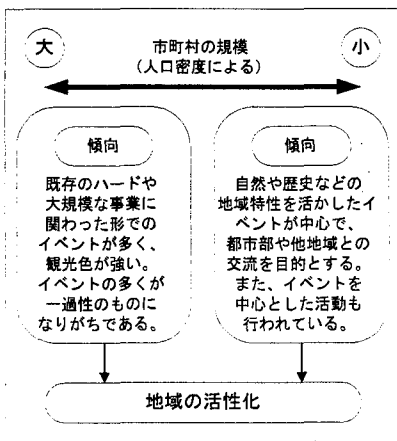 大
市町村の規模
（人口密度による）
小
傾向
既存のハードや
大規模な事業に
関わった形での
イベントが多く、
観光色が強い。
イベントの多くが
一過性のものに
なりがちである。
傾向
自然や歴史などの
地域特性を活かしたイ
ベントが中心で、
都市部や他地域との
交流を目的とする。
また、イベントを
中心とした活動も
行われている。
地域の活性化